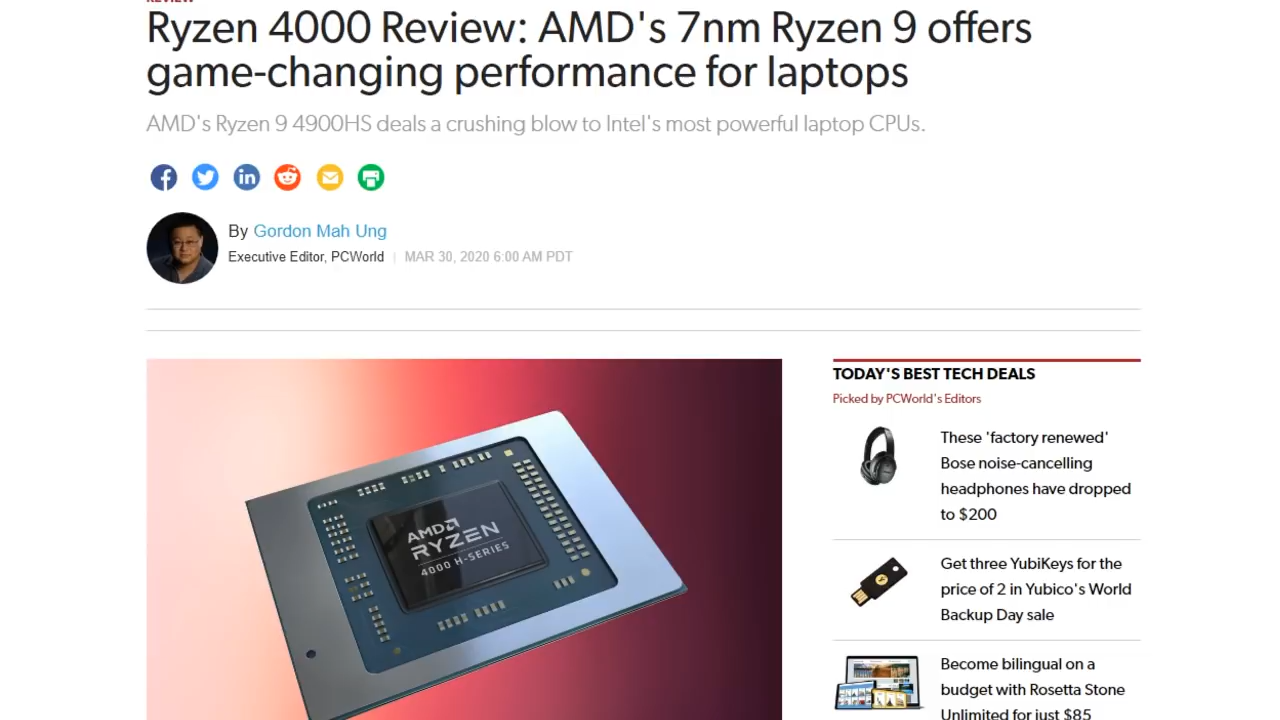 REVIEW
Ryzen 4000 Review: AMD's 7nm Ryzen 9 offers
game-changing performance for laptops
AMD's Ryzen 9 4900HS deals a crushing blow to Intel's most powerful laptop CPUs.
By Gordon Mah Ung
Executive Editor, PCWorld | MAR 30, 2020 6:00 AM PDT
AMD
RYZEN
4000 H-SERIES
TODAY'S BEST TECH DEALS
Picked by PCWorld's Editors
These 'factory renewed'
Bose noise-cancelling
headphones have dropped
to $200
Get three YubiKeys for the
price of 2 in Yubico's World
Backup Day sale
Become bilingual on a
budget with Rosetta Stone
Unlimited for just $85